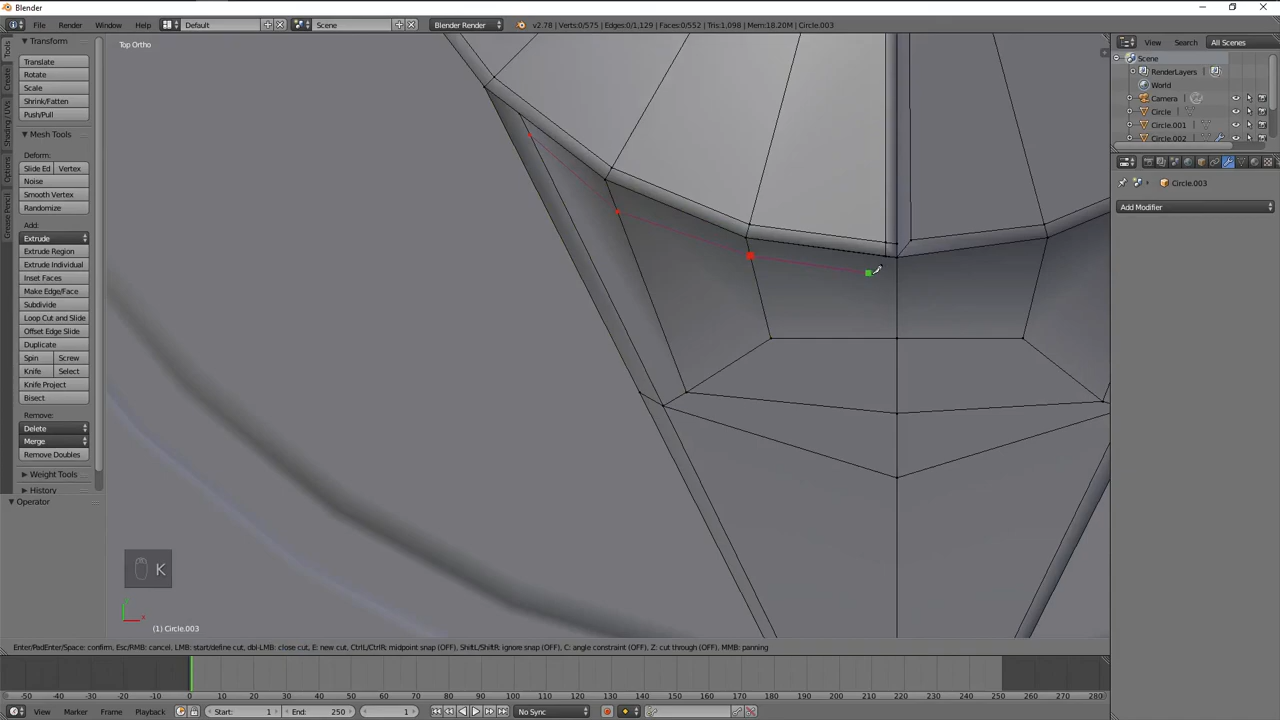 Blender
File Render Window Help Default Scene Blender Render v2.78 | Verts:0/575 | Edges:0/1,129 | Faces:0/552 | Tris:1,098 | Mem:18.20M | Circle.003
Transform
Translate
Rotate
Scale
Shrink/Fatten
Push/Pull
Mesh Tools
Deform:
Slide Ed Vertex
Noise
Smooth Vertex
Randomize
Add:
Extrude
Extrude Region
Extrude Individual
Inset Faces
Make Edge/Face
Subdivide
Loop Cut and Slide
Offset Edge Slide
Duplicate
Spin Screw
Knife Select
Knife Project
Bisect
Remove:
Delete
Merge
Remove Doubles
Weight Tools
History
Operator
Tools
Create
Shading / UVs
Options
Grease Pencil
Top Ortho
K
x
(1) Circle.003
View Search All Scenes
Scene
RenderLayers
World
Camera
Circle
Circle.001
Circle.002
Circle.003
Add Modifier
Enter/PadEnter/Space: confirm, Esc/RMB: cancel, LMB: start/define cut, dbl-LMB: close cut, E: new cut, CtrlL/CtrlR: midpoint snap (OFF), ShiftL/ShiftR: ignore snap (OFF), C: angle constraint (OFF), Z: cut through (OFF), MMB: panning
-50 -40 -30 -20 -10 0 10 20 30 40 50 60 70 80 90 100 110 120 130 140 150 160 170 180 190 200 210 220 230 240 250 260 270 280
View Marker Frame Playback Start: 1 End: 250 1 No Sync